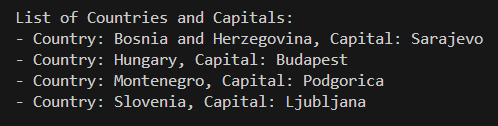 List of Countries and Capitals:
- Country: Bosnia and Herzegovina, Capital: Sarajevo
- Country: Hungary, Capital: Budapest
- Country: Montenegro, Capital: Podgorica
- Country: Slovenia, Capital: Ljubljana